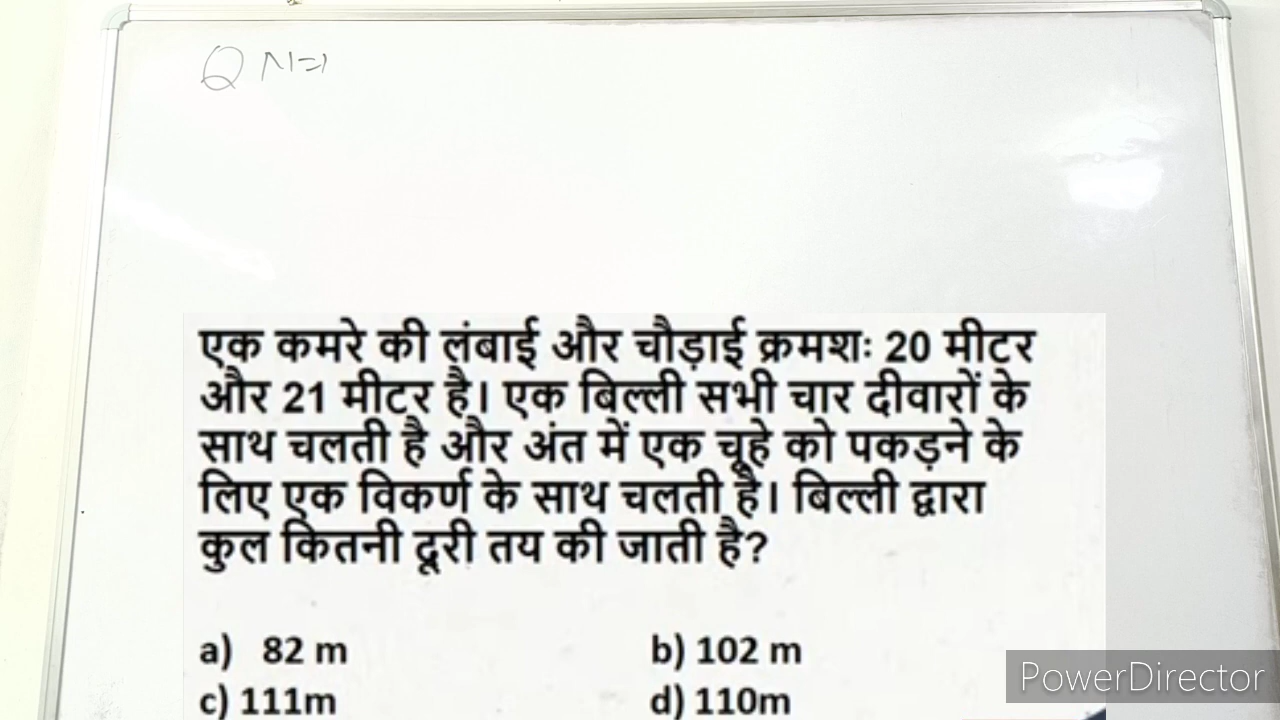 Q N=1
एक कमरे की लंबाई और चौड़ाई क्रमशः 20 मीटर
और 21 मीटर है। एक बिल्ली सभी चार दीवारों के
साथ चलती है और अंत में एक चूहे को पकड़ने के
लिए एक विकर्ण के साथ चलती है। बिल्ली द्वारा
कुल कितनी दूरी तय की जाती है?
a) 82 m b) 102 m
c) 111m d) 110m
PowerDirector